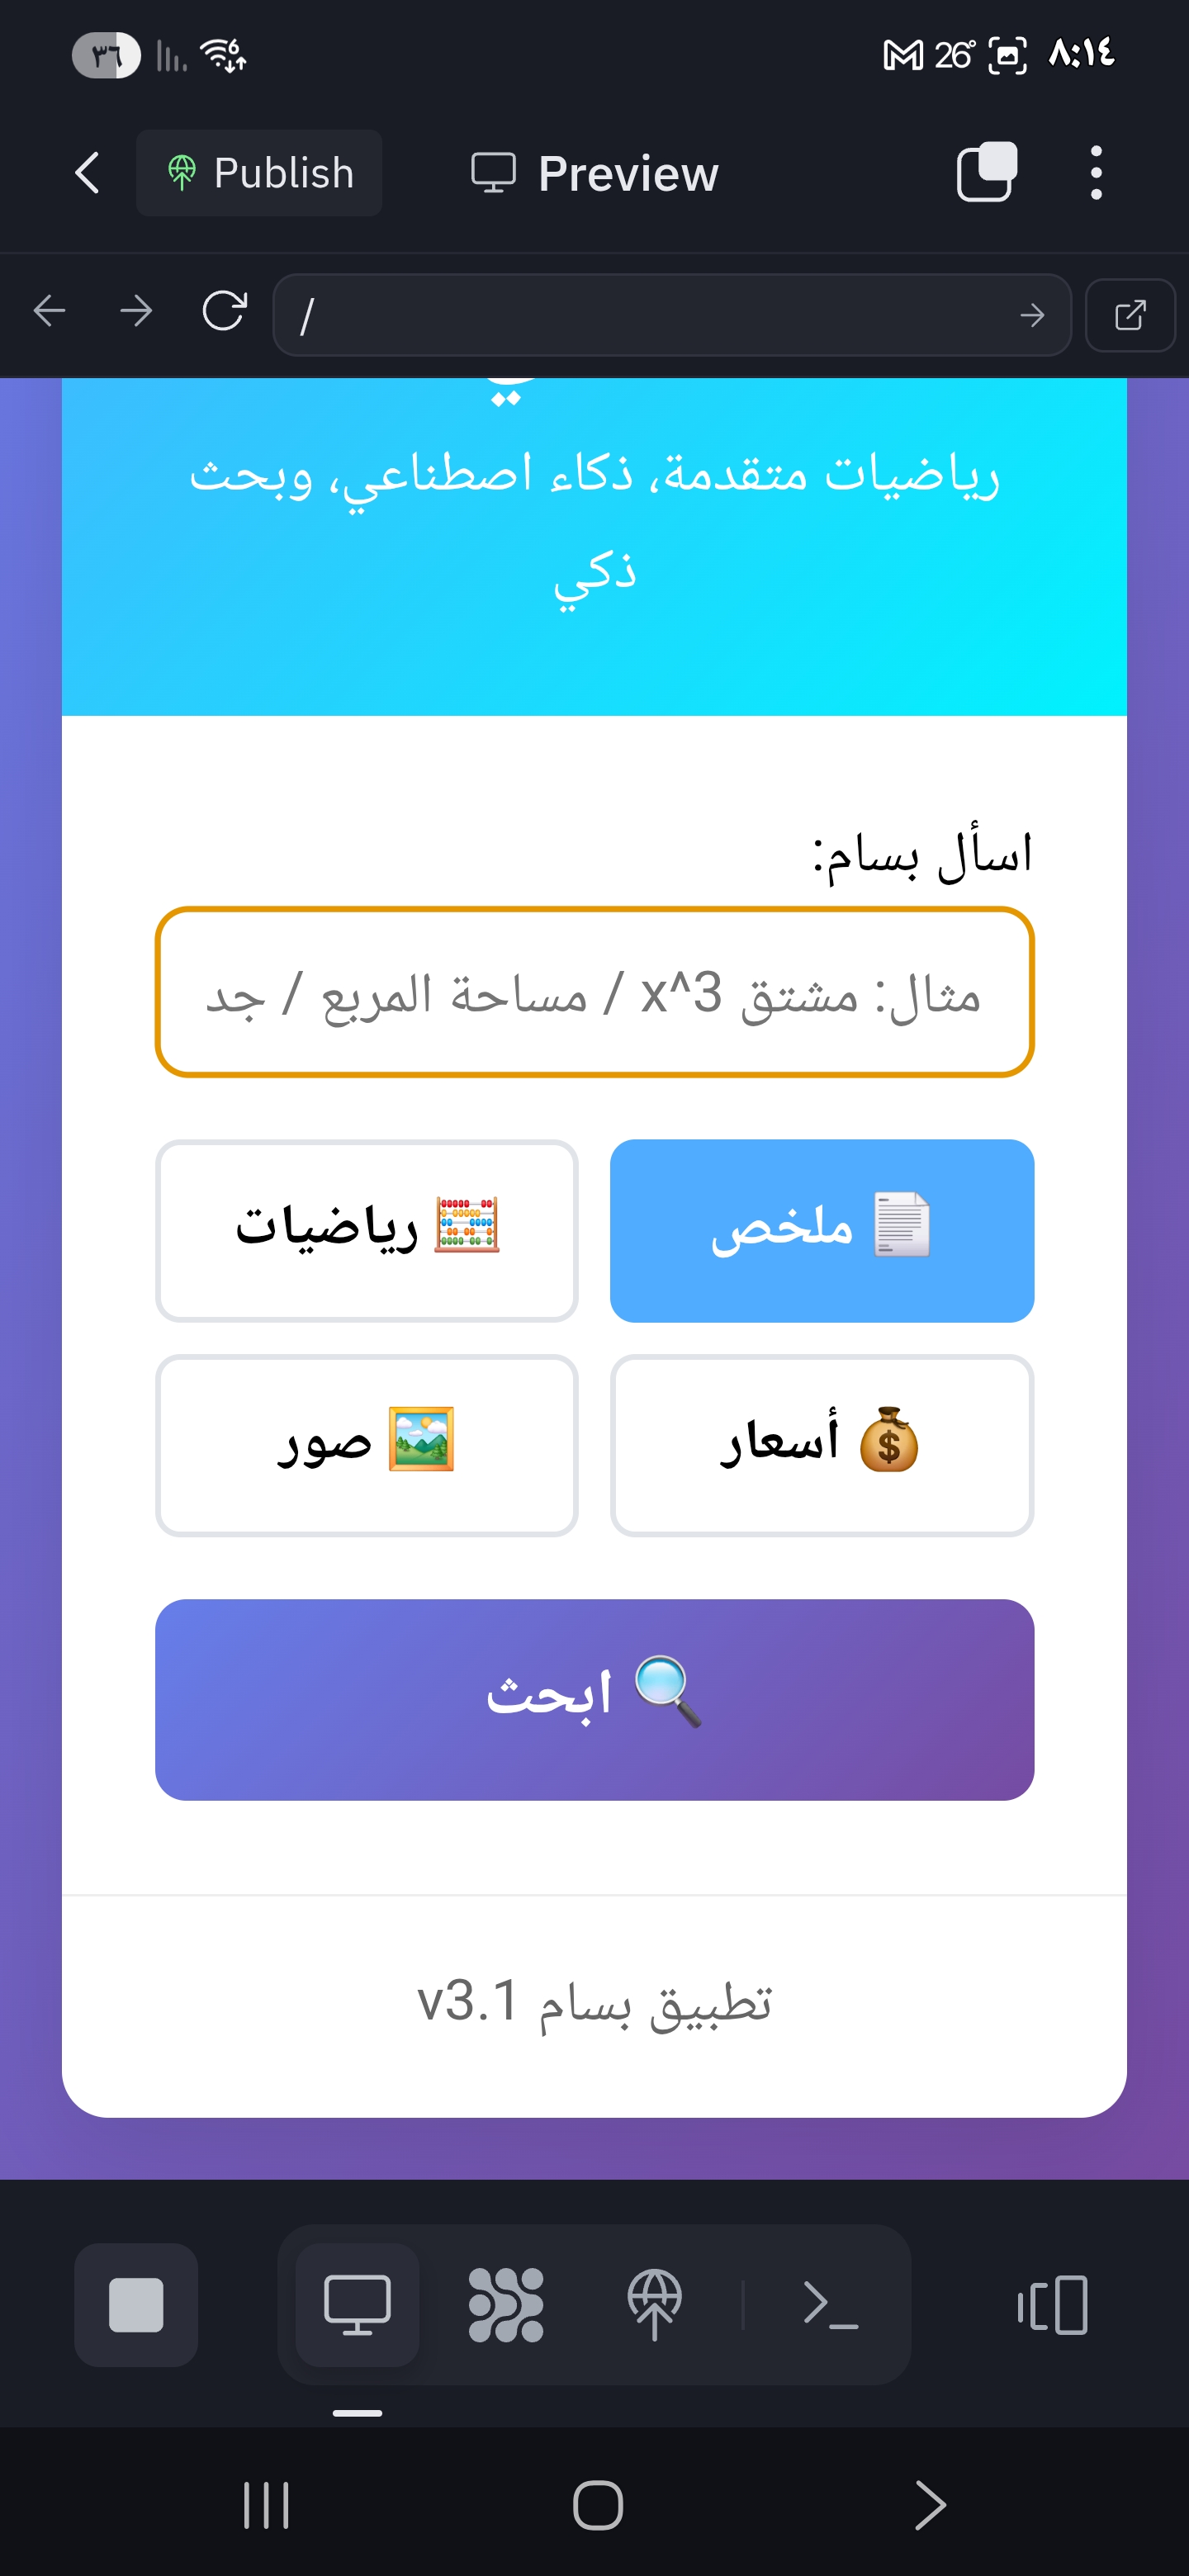 ٣٦
26°
٨:١٤
Publish
Preview
/
رياضيات متقدمة، ذكاء اصطناعي، وبحث
ذكي
اسأل بسام:
مثال: مشتق x^3 / مساحة المربع / جد
📄 ملخص
🧮 رياضيات
💰 أسعار
🖼️ صور
🔍 ابحث
تطبيق بسام v3.1